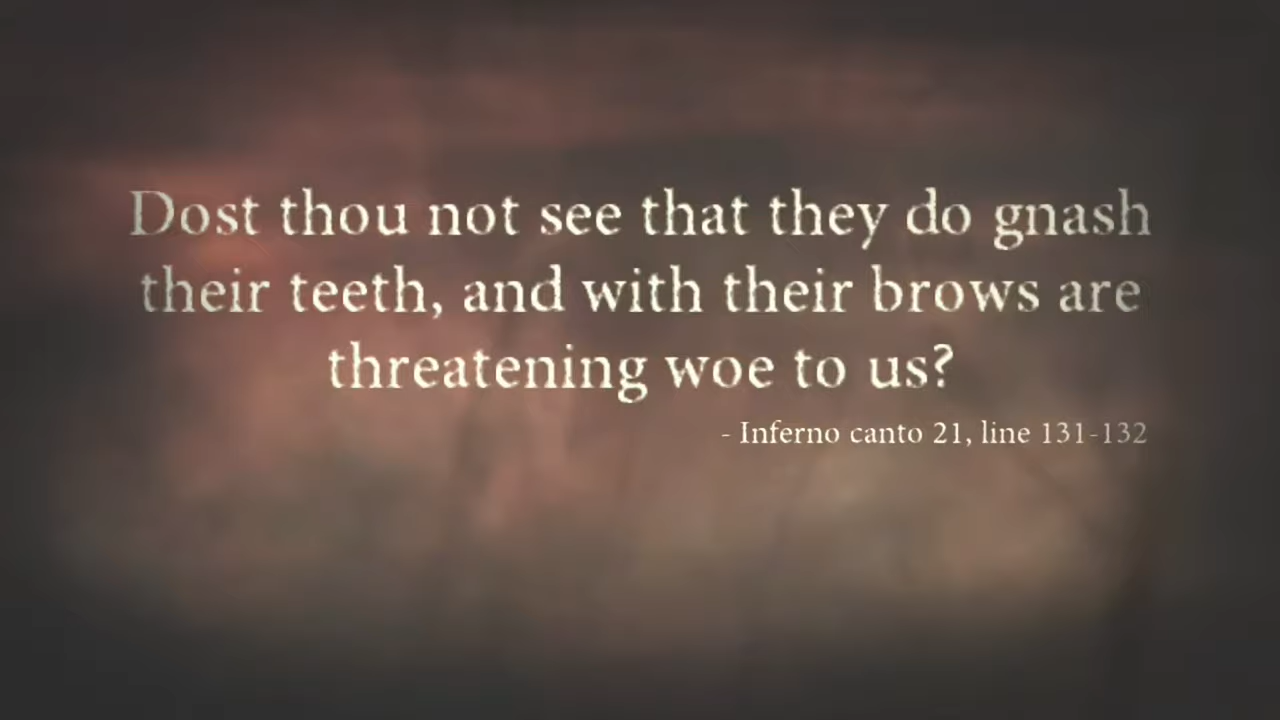 Dost thou not see that they do gnash
their teeth, and with their brows are
threatening woe to us?
- Inferno canto 21, line 131-132